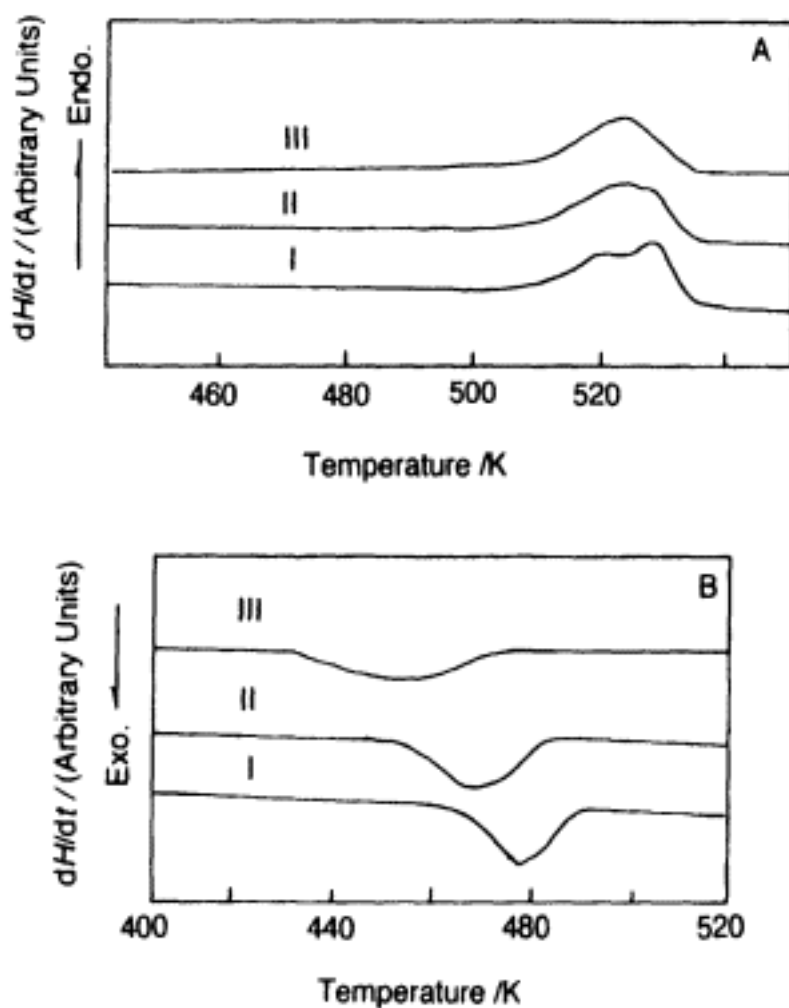 A
dH/dt / (Arbitrary Units)
Endo.
III
II
I
460 480 500 520
Temperature /K
B
dH/dt / (Arbitrary Units)
Exo.
III
II
I
400 440 480 520
Temperature /K